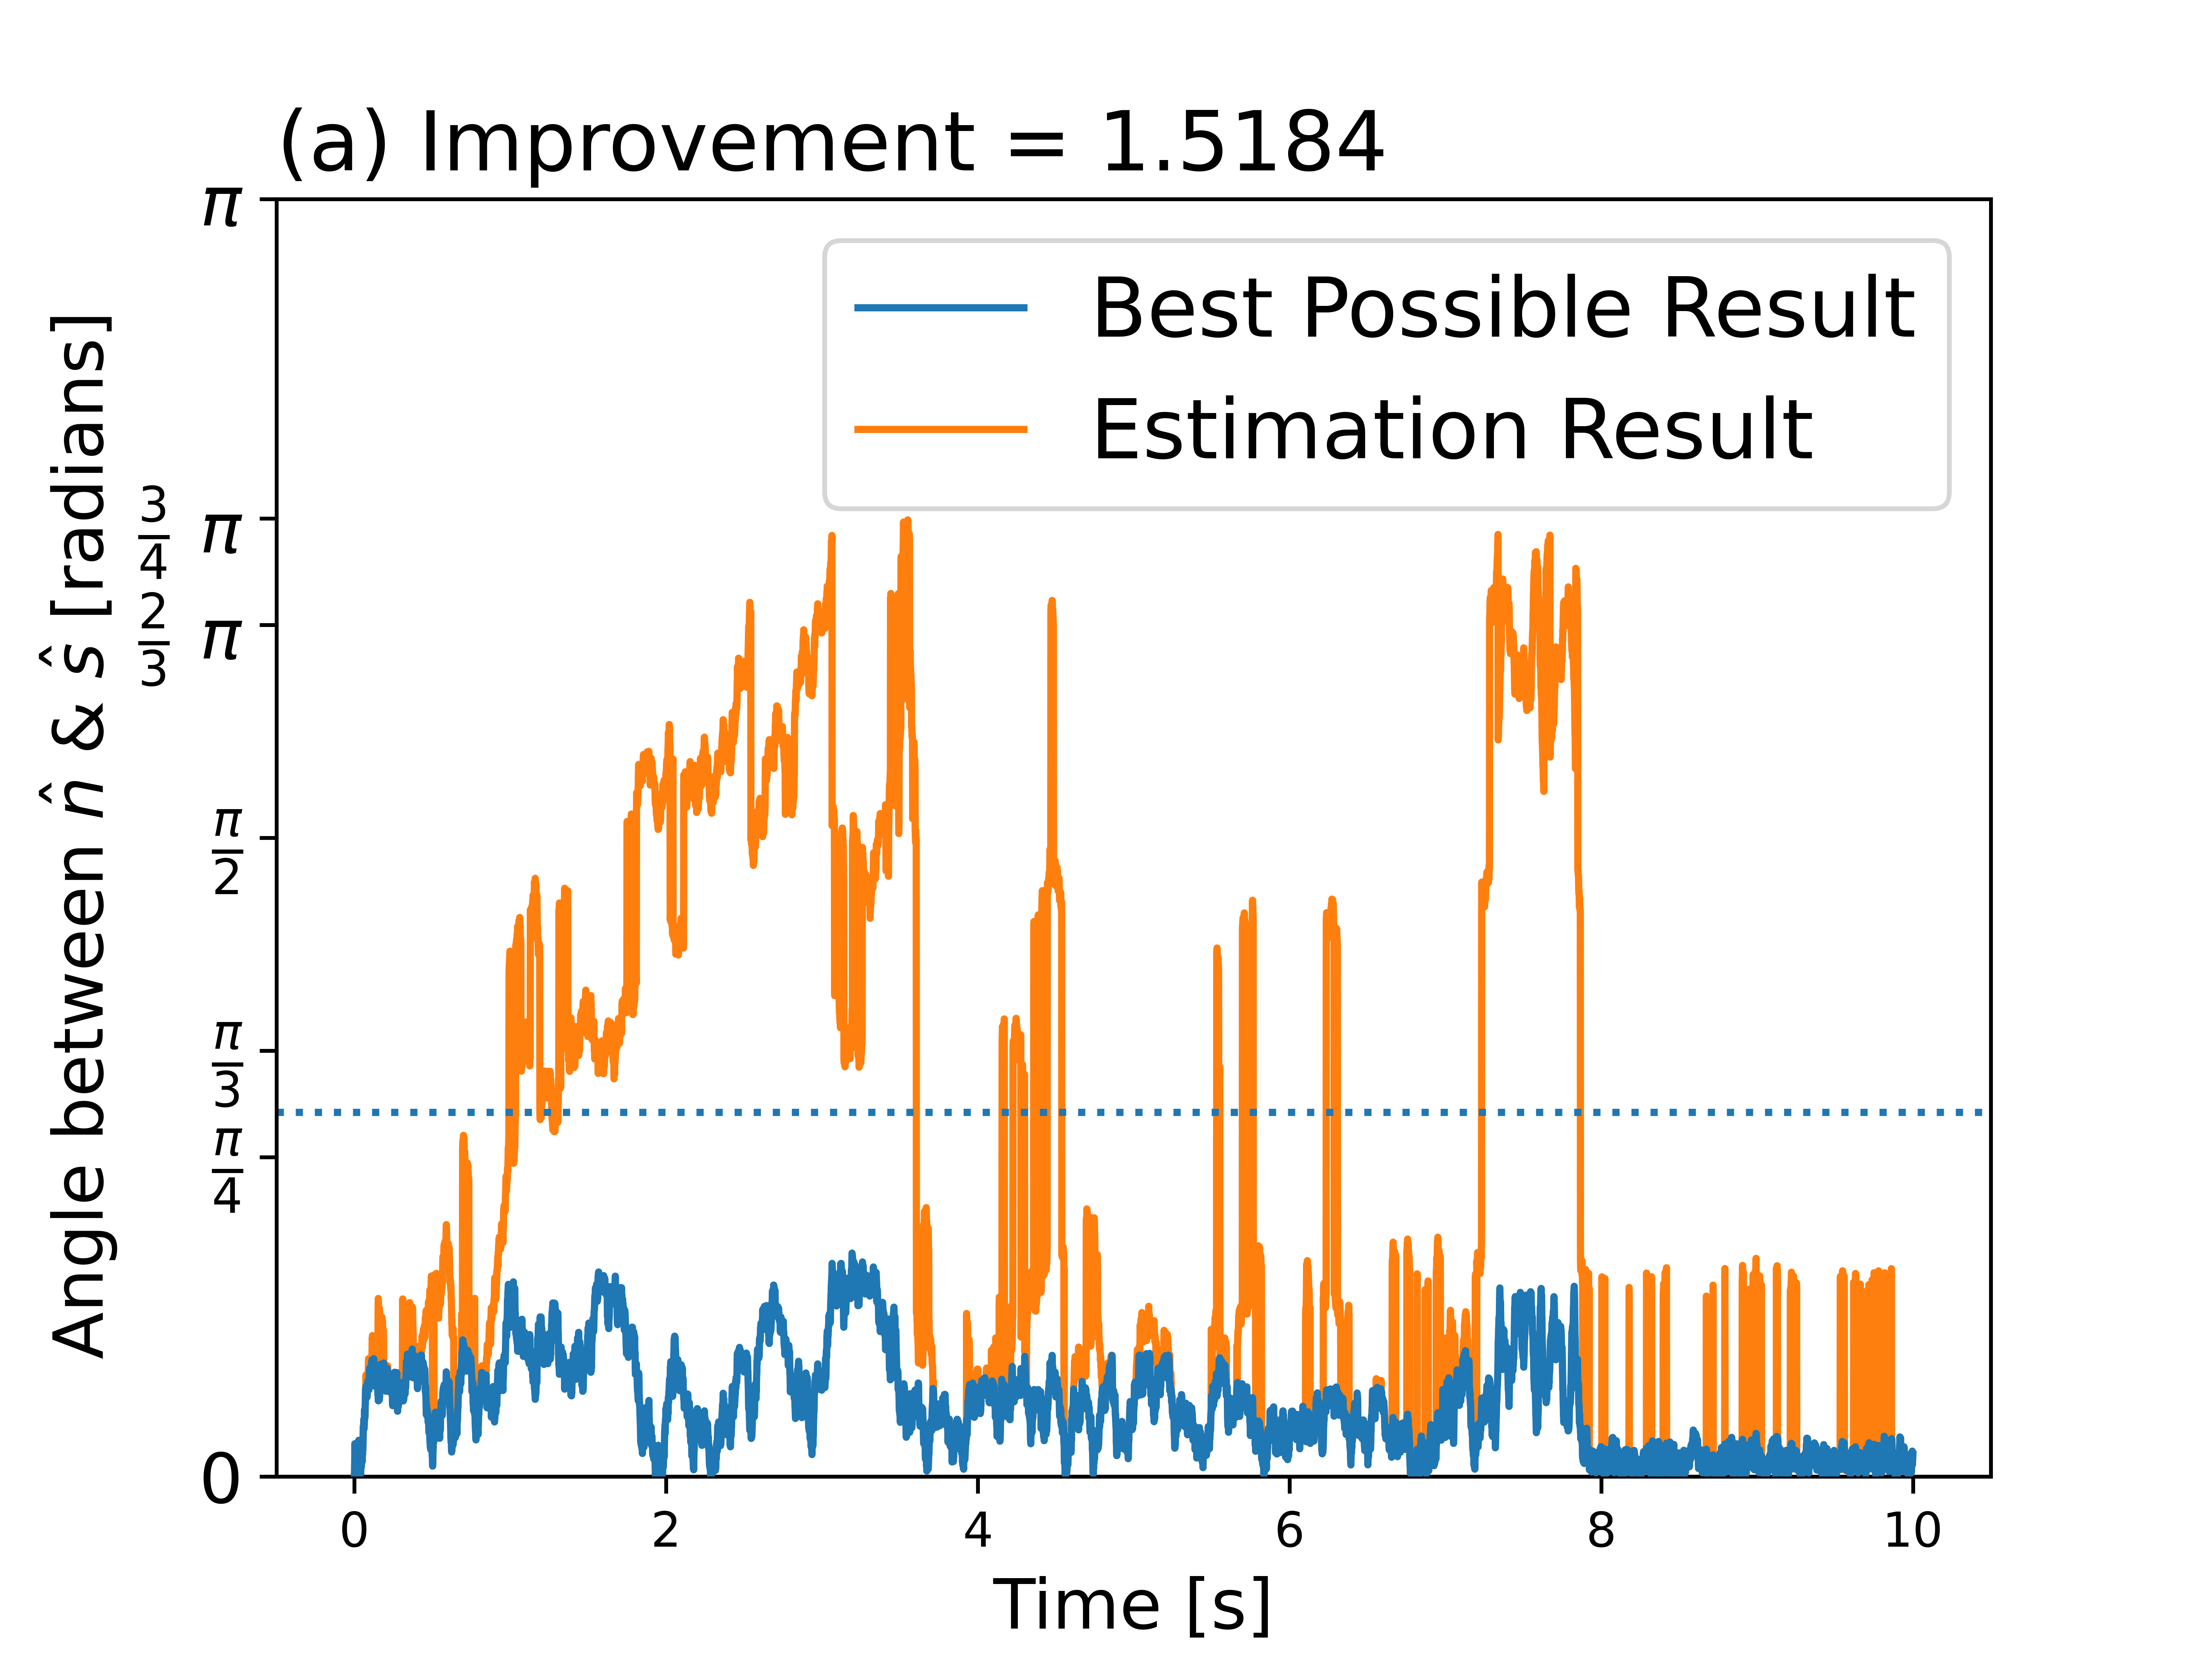 (a) Improvement = 1.5184
Best Possible Result
Estimation Result
Angle between n̂ & ŝ [radians]
π
3/4 π
2/3 π
π/2
π/3
π/4
0
0 2 4 6 8 10
Time [s]